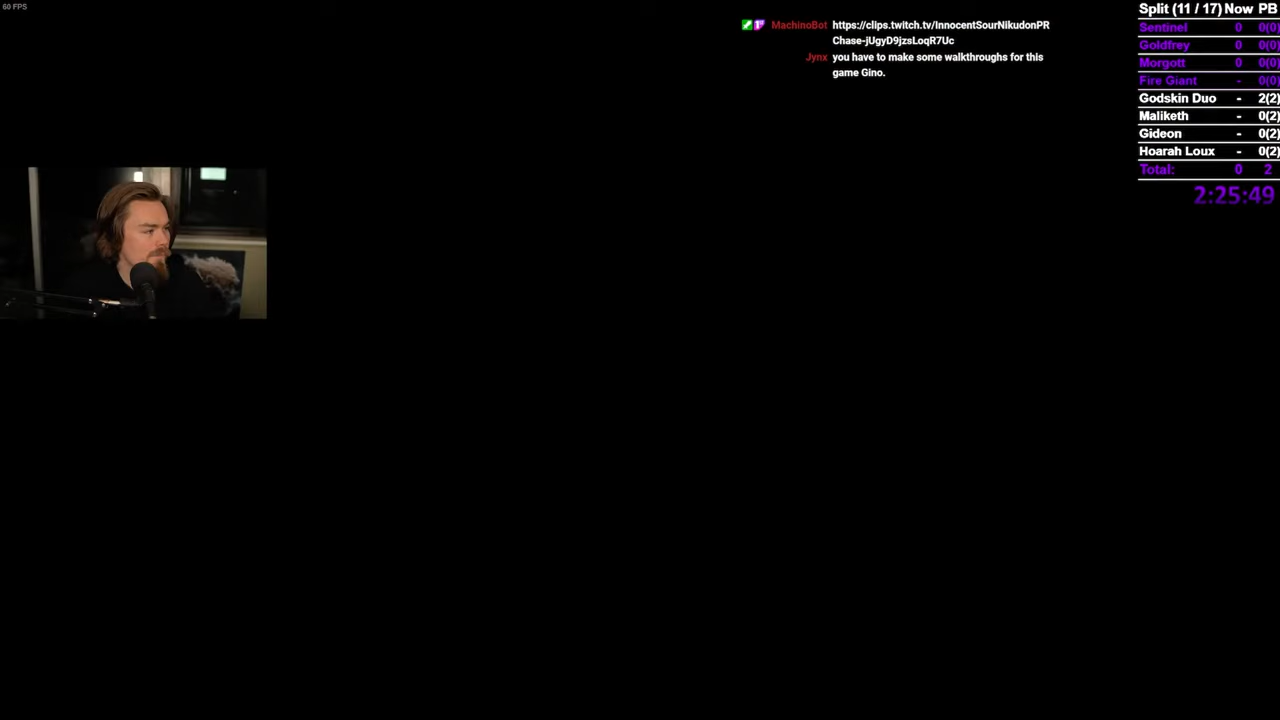 60 FPS
MachinoBot https://clips.twitch.tv/InnocentSourNikudonPR
Chase-jUgyD9jzsLoqR7Uc
Jynx you have to make some walkthroughs for this
game Gino.
Split (11 / 17) Now PB
Sentinel 0 0(0)
Goldfrey 0 0(0)
Morgott 0 0(0)
Fire Giant - 0(0)
Godskin Duo - 2(2)
Maliketh - 0(2)
Gideon - 0(2)
Hoarah Loux - 0(2)
Total: 0 2
2:25:49